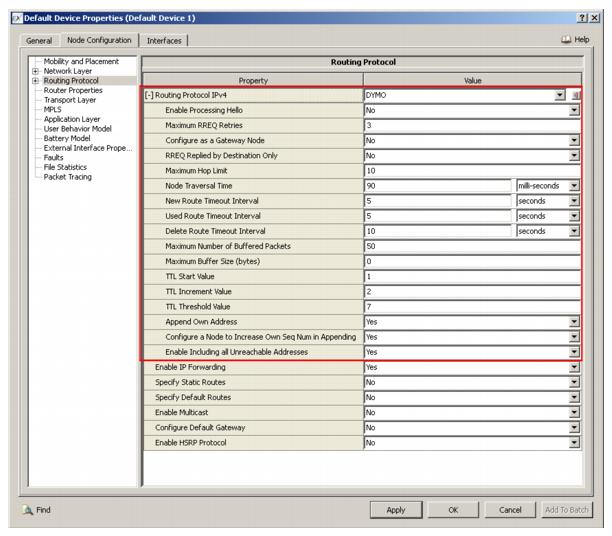 Default Device Properties (Default Device 1)
General Node Configuration Interfaces Help
Mobility and Placement
Network Layer
Routing Protocol
Router Properties
Transport Layer
MPLS
Application Layer
User Behavior Model
Battery Model
External Interface Prope...
Faults
File Statistics
Packet Tracing
Routing Protocol
Property Value
[-] Routing Protocol IPv4 DYMO
Enable Processing Hello No
Maximum RREQ Retries 3
Configure as a Gateway Node No
RREQ Replied by Destination Only No
Maximum Hop Limit 10
Node Traversal Time 90 milli-seconds
New Route Timeout Interval 5 seconds
Used Route Timeout Interval 5 seconds
Delete Route Timeout Interval 10 seconds
Maximum Number of Buffered Packets 50
Maximum Buffer Size (bytes) 0
TTL Start Value 1
TTL Increment Value 2
TTL Threshold Value 7
Append Own Address Yes
Configure a Node to Increase Own Seq Num in Appending Yes
Enable Including all Unreachable Addresses Yes
Enable IP Forwarding Yes
Specify Static Routes No
Specify Default Routes No
Enable Multicast No
Configure Default Gateway No
Enable HSRP Protocol No
Find Apply OK Cancel Add To Batch